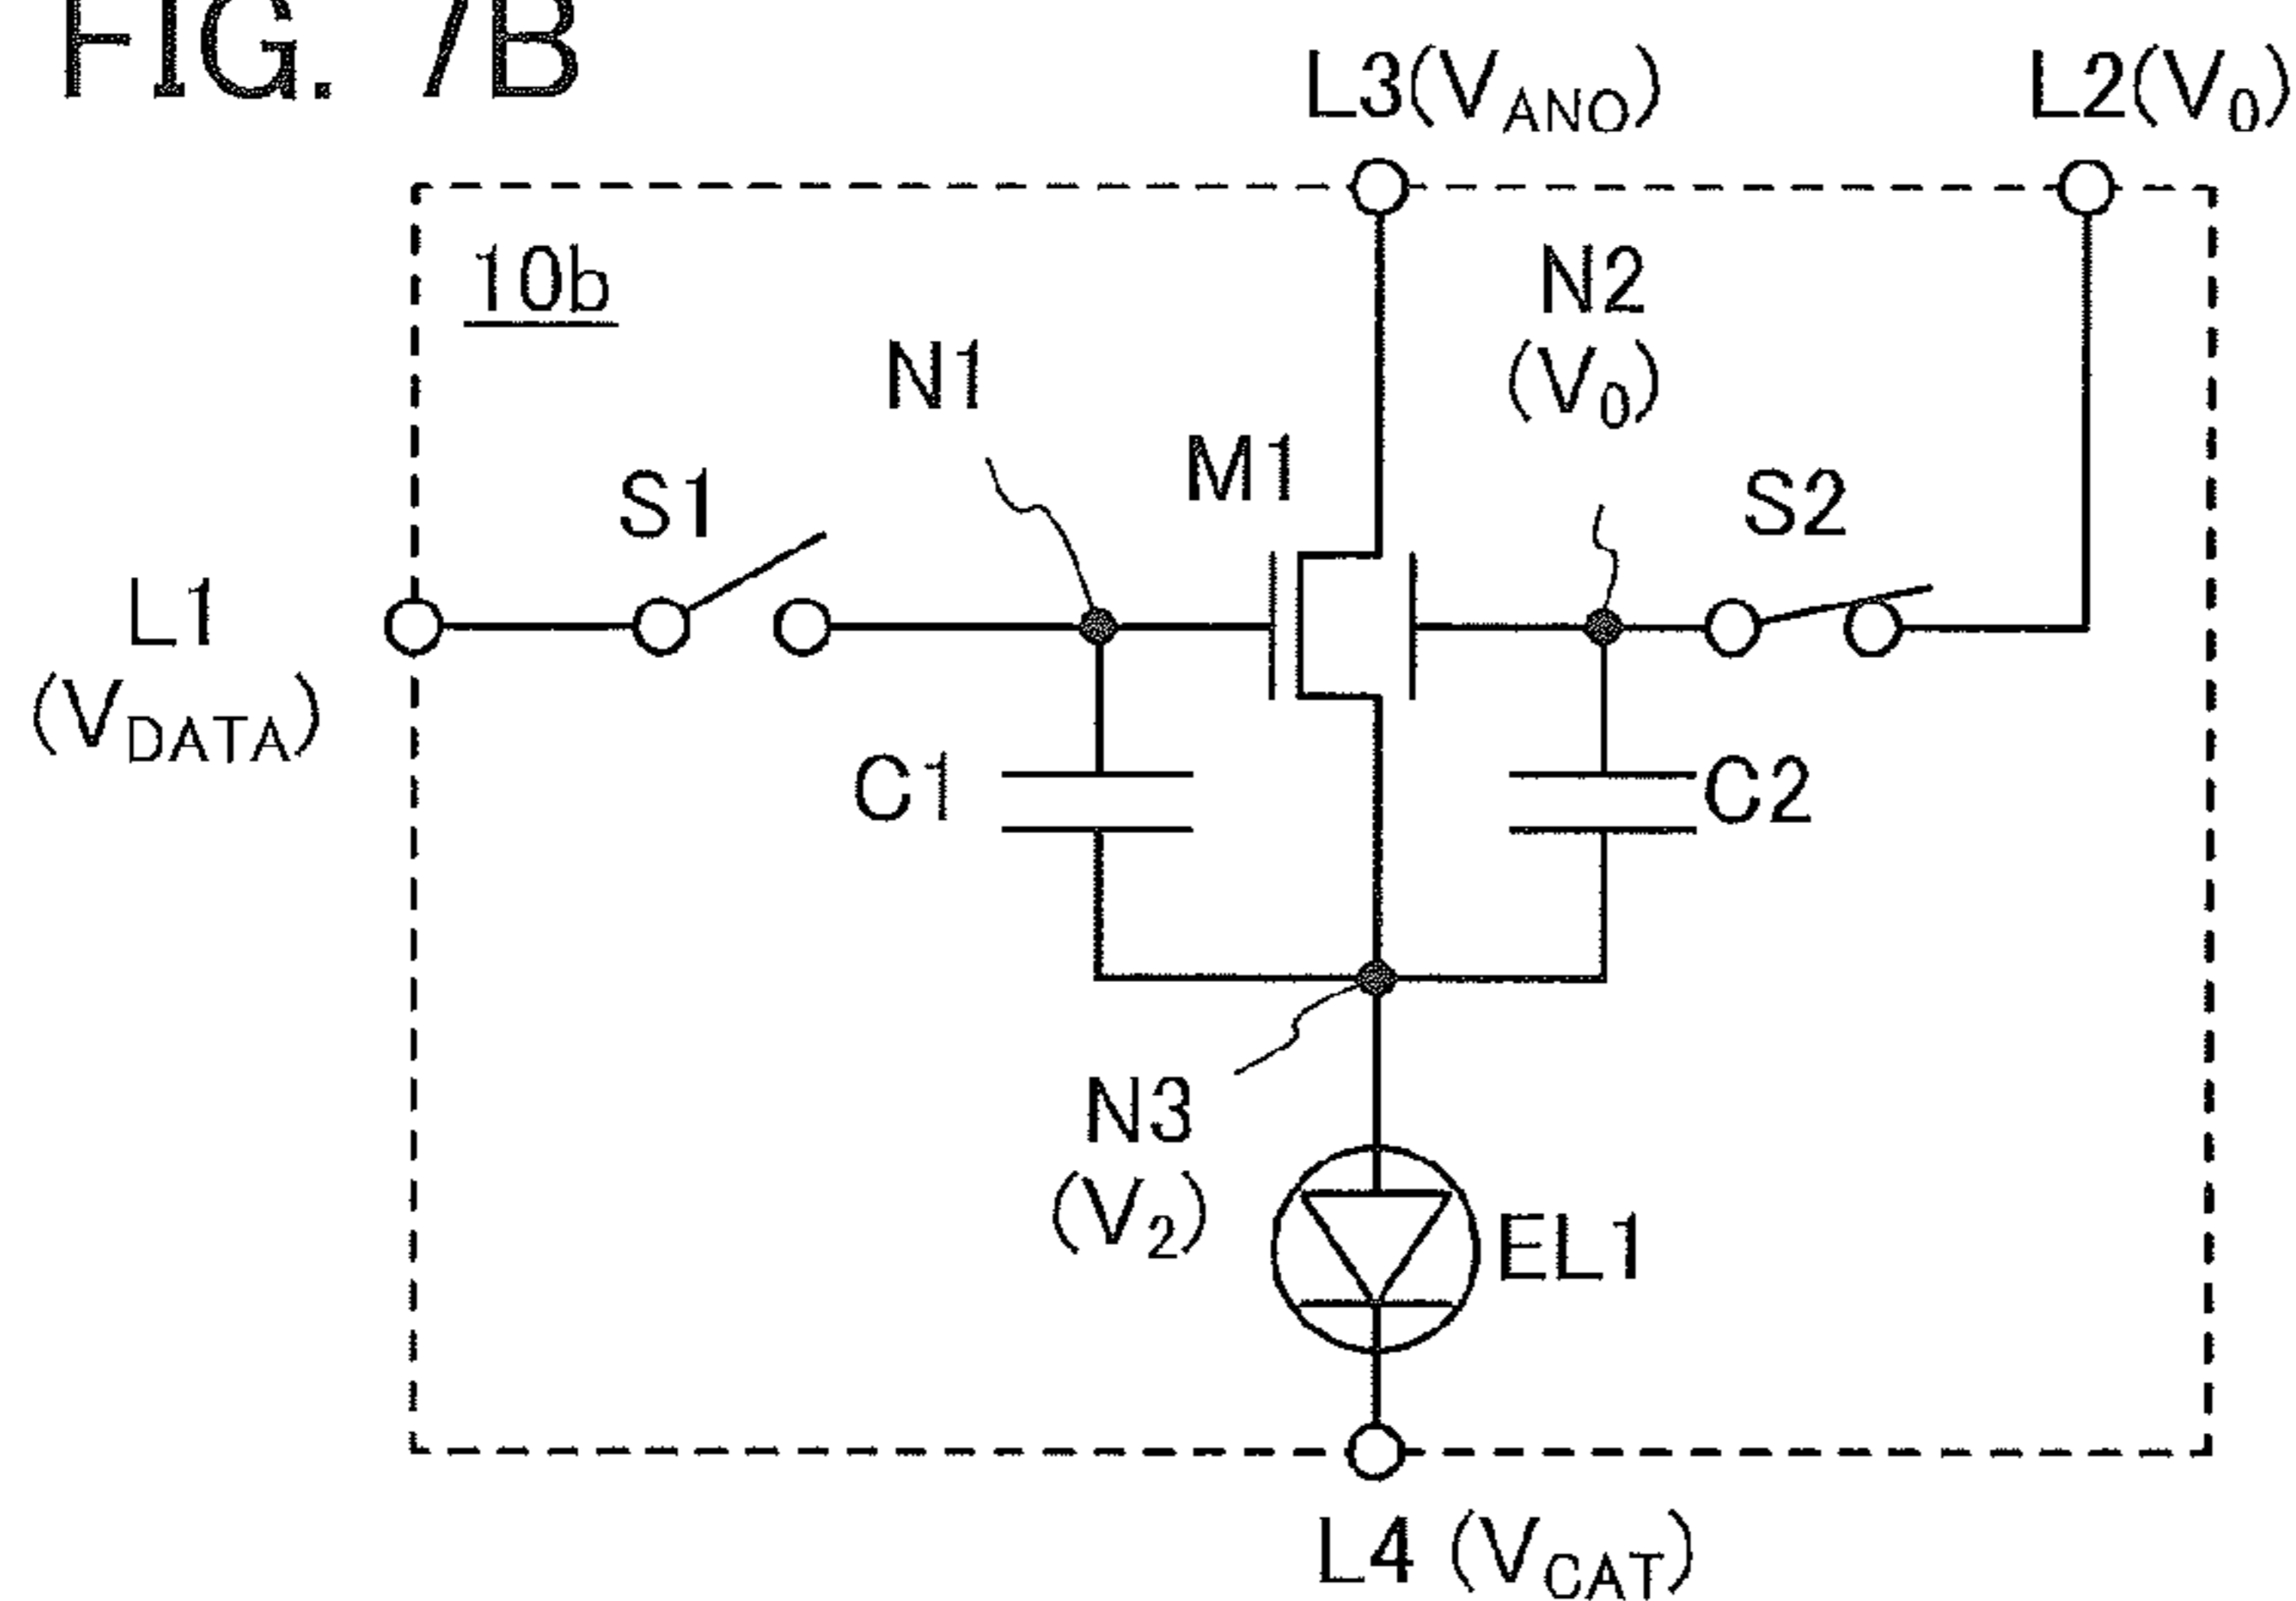 FIG. 7B
L3(VANO)
L2(V0)
10b
N2
(V0)
N1
M1
S1
S2
L1
(VDATA)
C1
C2
N3
(V2)
EL1
L4 (VCAT)